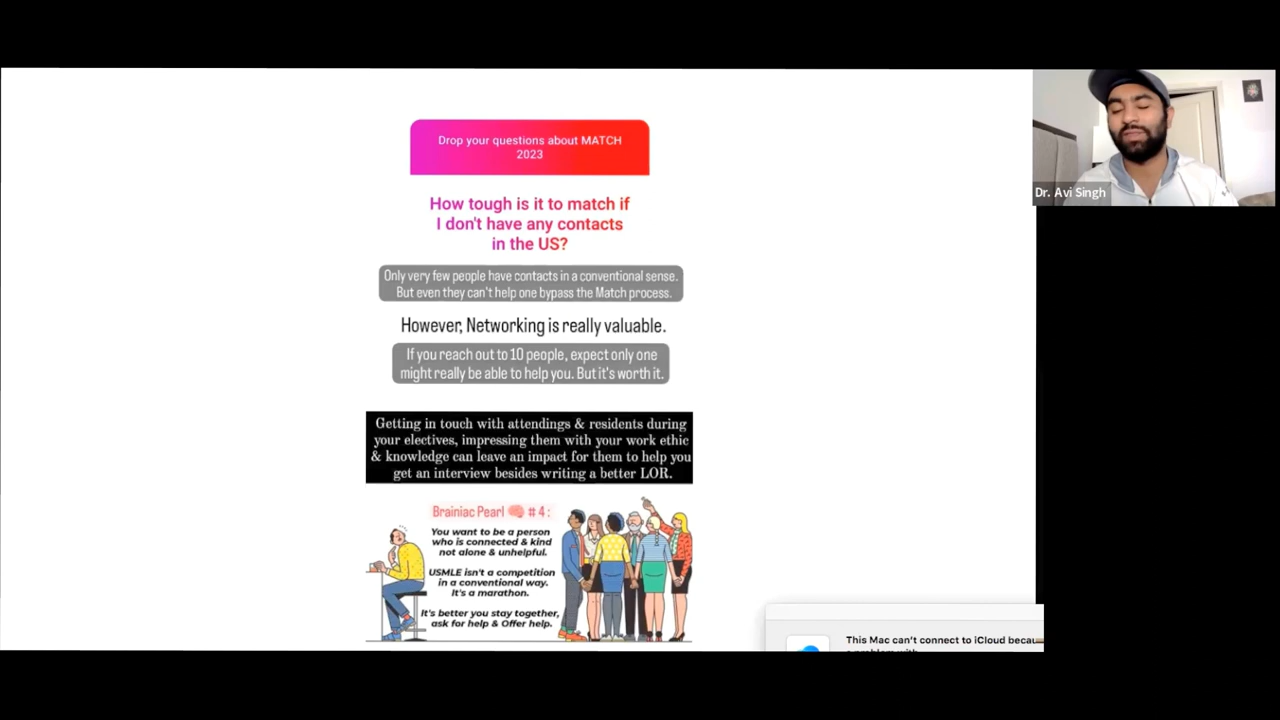 Drop your questions about MATCH
2023
How tough is it to match if
I don't have any contacts
in the US?
Only very few people have contacts in a conventional sense.
But even they can't help one bypass the Match process.
However, Networking is really valuable.
If you reach out to 10 people, expect only one
might really be able to help you. But it's worth it.
Getting in touch with attendings & residents during
your electives, impressing them with your work ethic
& knowledge can leave an impact for them to help you
get an interview besides writing a better LOR.
Brainiac Pearl 🧠 # 4 :
You want to be a person
who is connected & kind
not alone & unhelpful.
USMLE isn't a competition
in a conventional way.
It's a marathon.
It's better you stay together,
ask for help & Offer help.
Dr. Avi Singh
This Mac can't connect to iCloud becau